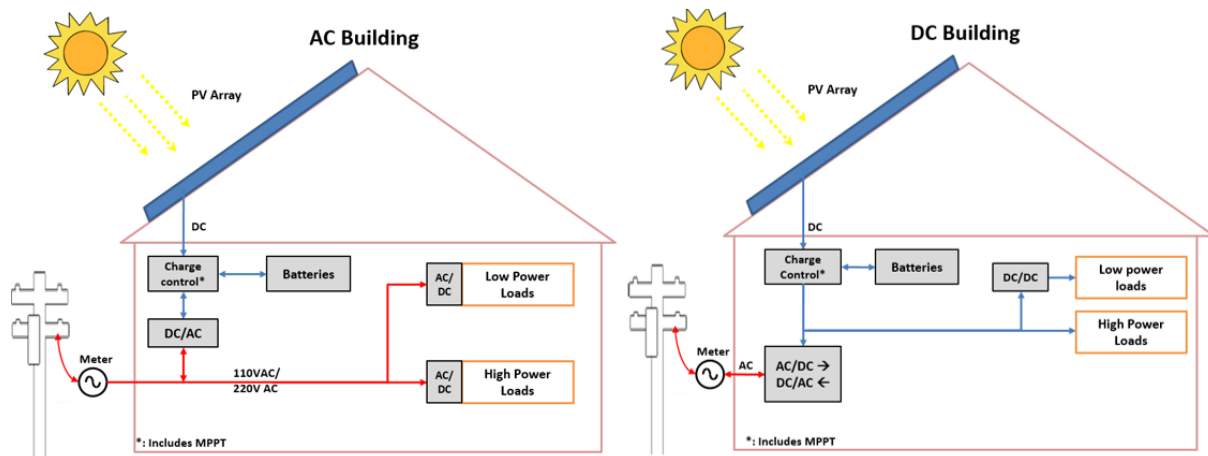 AC Building
PV Array
DC
Charge
control*
Batteries
DC/AC
AC/
DC
Low Power
Loads
Meter
110VAC/
220V AC
AC/
DC
High Power
Loads
*: Includes MPPT
DC Building
PV Array
DC
Charge
Control*
Batteries
DC/DC
Low power
loads
High Power
Loads
Meter
AC
AC/DC →
DC/AC ←
*: Includes MPPT